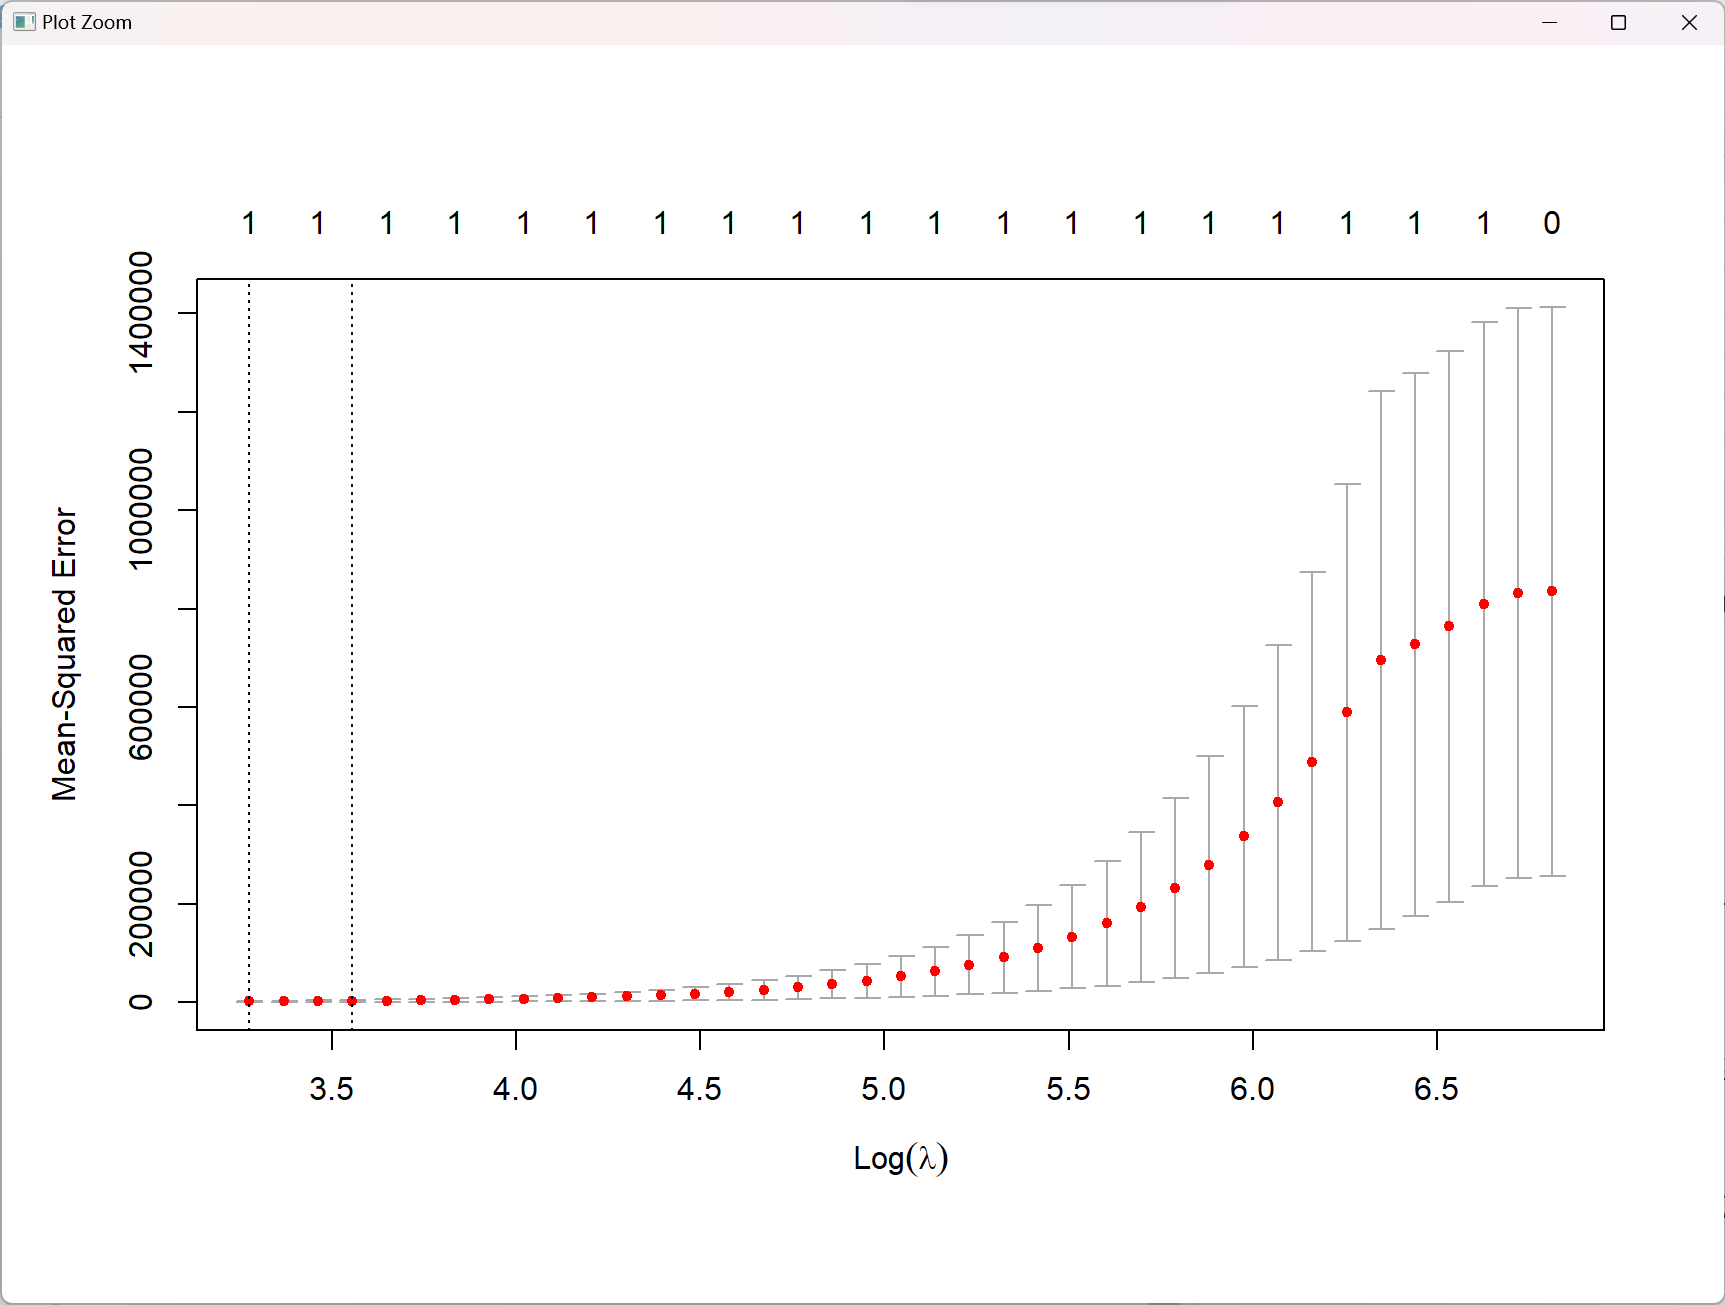 Plot Zoom
1 1 1 1 1 1 1 1 1 1 1 1 1 1 1 1 1 1 1 0
Mean-Squared Error
0 200000 600000 1000000 1400000
3.5 4.0 4.5 5.0 5.5 6.0 6.5
Log(λ)